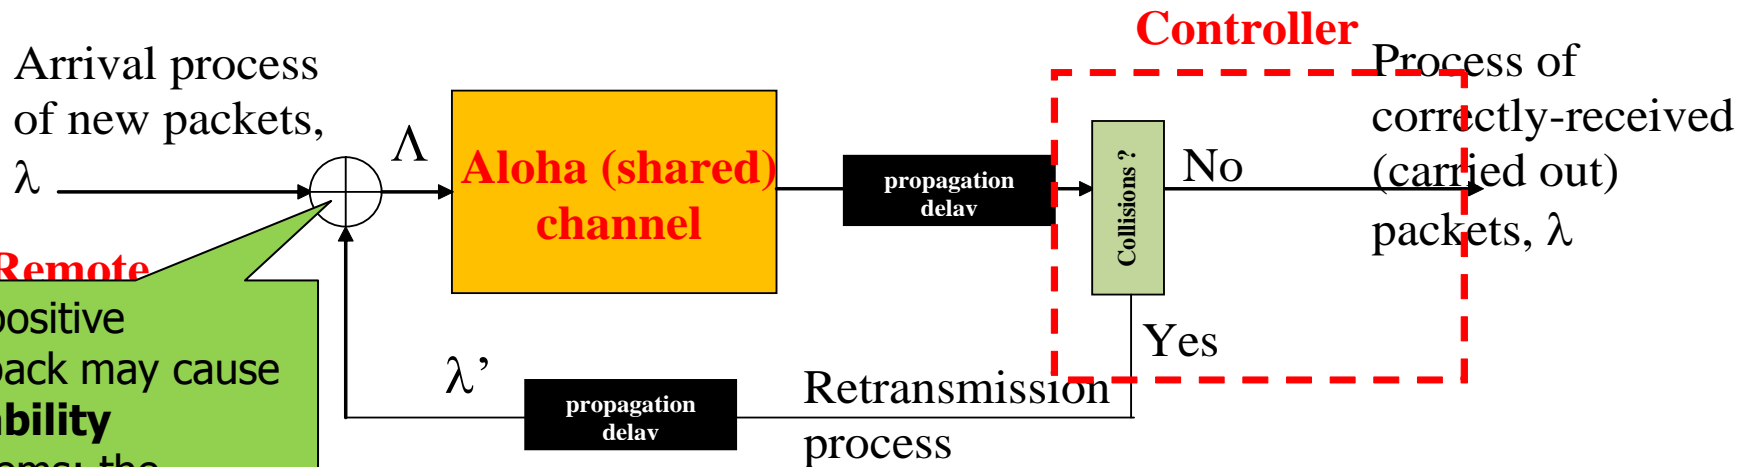 Controller
Arrival process
of new packets,
λ
Λ
Aloha (shared)
channel
propagation
delay
Collisions ?
No
Process of
correctly-received
(carried out)
packets, λ
Remote
positive
back may cause
bility
Yes
λ’
propagation
delay
Retransmission
process